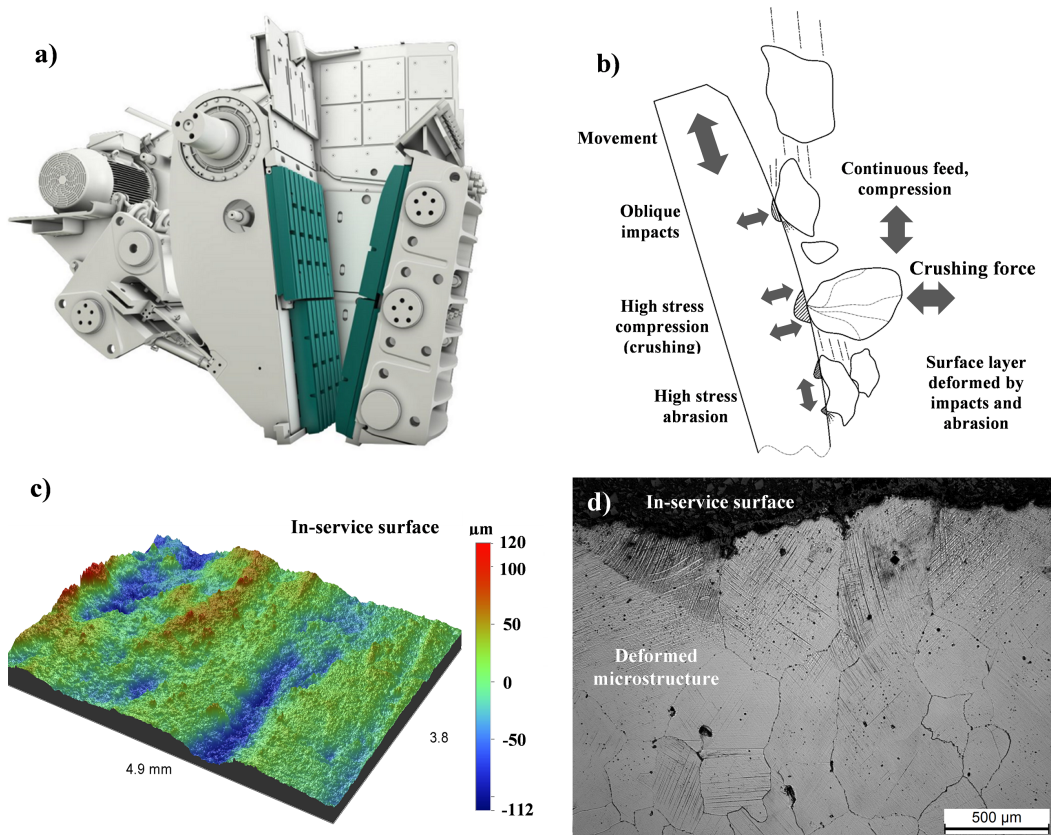 a)
b)
Movement
Continuous feed,
compression
Oblique
impacts
Crushing force
High stress
compression
(crushing)
Surface layer
deformed by
impacts and
abrasion
High stress
abrasion
c)
In-service surface
µm
120
100
50
0
-50
-112
3.8
4.9 mm
d)
In-service surface
Deformed
microstructure
500 µm